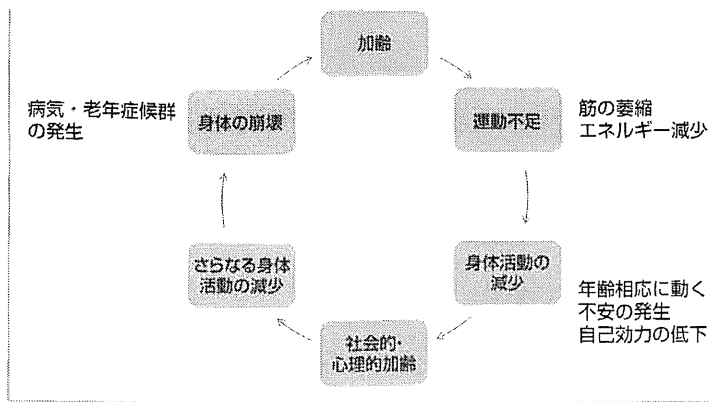 加齢
病気・老年症候群
の発生
身体の崩壊
運動不足
筋の萎縮
エネルギー減少
さらなる身体
活動の減少
身体活動の
減少
年齢相応に動く
不安の発生
自己効力の低下
社会的・
心理的加齢